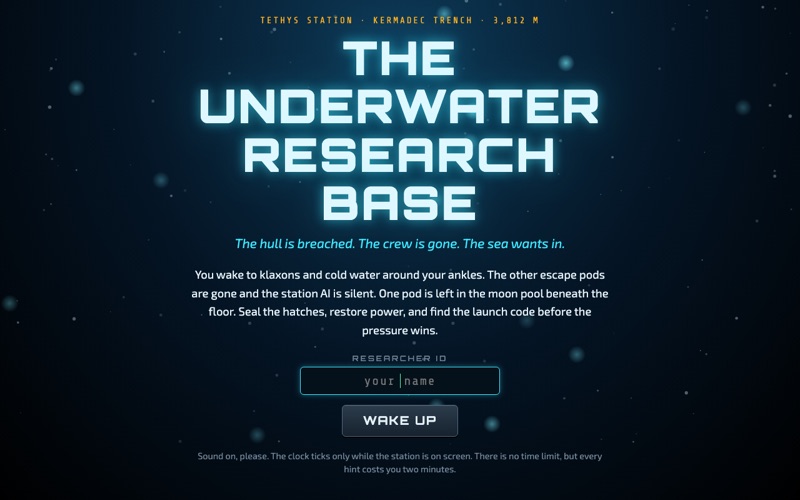 TETHYS STATION · KERMADEC TRENCH · 3,812 M
THE
UNDERWATER
RESEARCH
BASE
The hull is breached. The crew is gone. The sea wants in.
You wake to klaxons and cold water around your ankles. The other escape pods
are gone and the station AI is silent. One pod is left in the moon pool beneath the
floor. Seal the hatches, restore power, and find the launch code before the
pressure wins.
RESEARCHER ID
your name
WAKE UP
Sound on, please. The clock ticks only while the station is on screen. There is no time limit, but every
hint costs you two minutes.